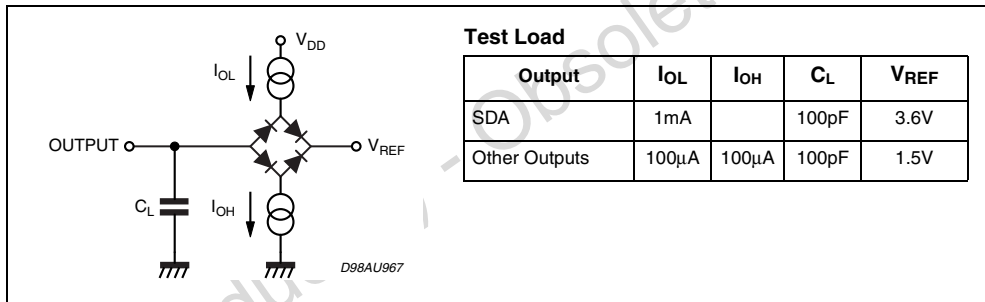 V_DD
I_OL
OUTPUT
V_REF
C_L
I_OH
D98AU967
Test Load
Output I_OL I_OH C_L V_REF
SDA 1mA 100pF 3.6V
Other Outputs 100μA 100μA 100pF 1.5V
- Obsolet